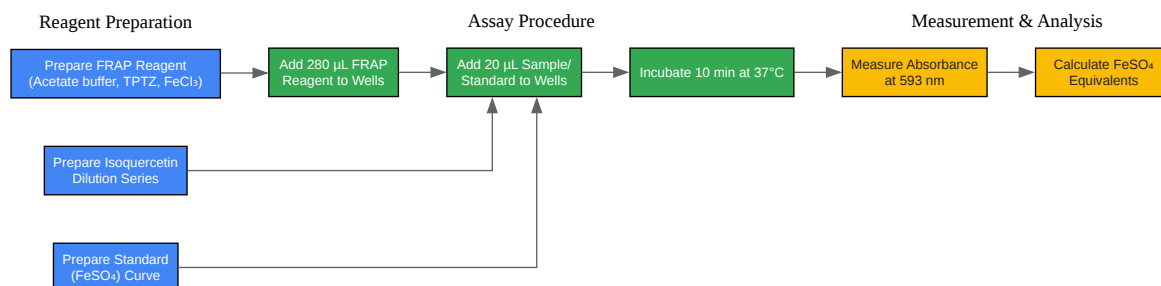 Reagent Preparation
Assay Procedure
Measurement & Analysis
Prepare FRAP Reagent
(Acetate buffer, TPTZ, FeCl₃)
Add 280 µL FRAP
Reagent to Wells
Add 20 µL Sample/
Standard to Wells
Incubate 10 min at 37°C
Measure Absorbance
at 593 nm
Calculate FeSO₄
Equivalents
Prepare Isoquercetin
Dilution Series
Prepare Standard
(FeSO₄) Curve